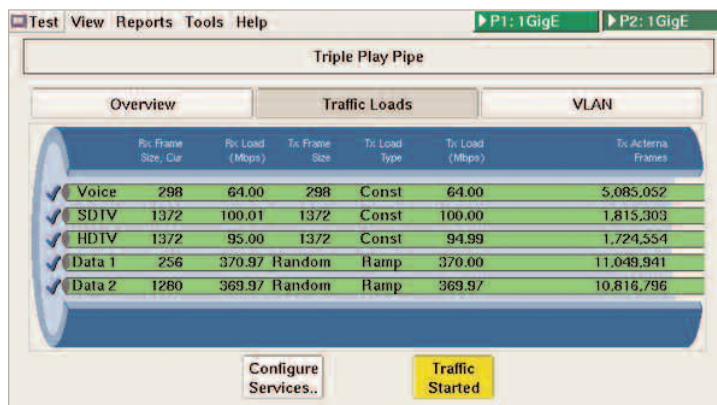 Test View Reports Tools Help P1: 1GigE P2: 1GigE
Triple Play Pipe
Overview Traffic Loads VLAN
Rx Frame Size, Cur Rx Load (Mbps) Tx Frame Size Tx Load Type Tx Load (Mbps) Tx Acterna Frames
Voice 298 64.00 298 Const 64.00 5,085,052
SDTV 1372 100.01 1372 Const 100.00 1,815,303
HDTV 1372 95.00 1372 Const 94.99 1,724,554
Data 1 256 370.97 Random Ramp 370.00 11,049,941
Data 2 1280 369.97 Random Ramp 369.97 10,816,796
Configure Services.. Traffic Started